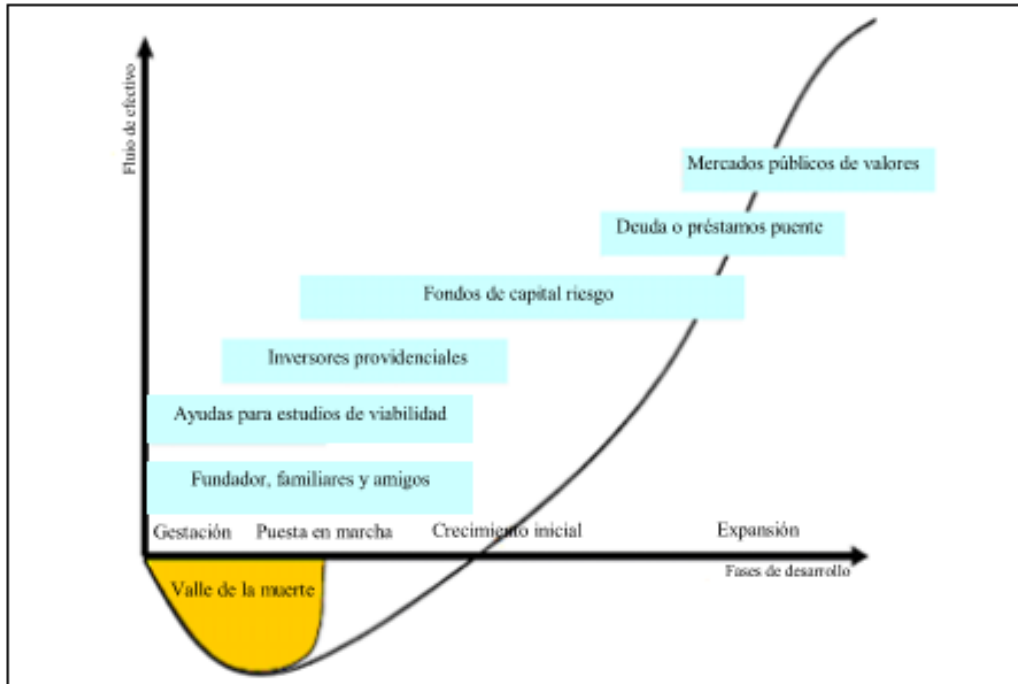 Flujo de efectivo
Mercados públicos de valores
Deuda o préstamos puente
Fondos de capital riesgo
Inversores providenciales
Ayudas para estudios de viabilidad
Fundador, familiares y amigos
Gestación
Puesta en marcha
Crecimiento inicial
Expansión
Fases de desarrollo
Valle de la muerte